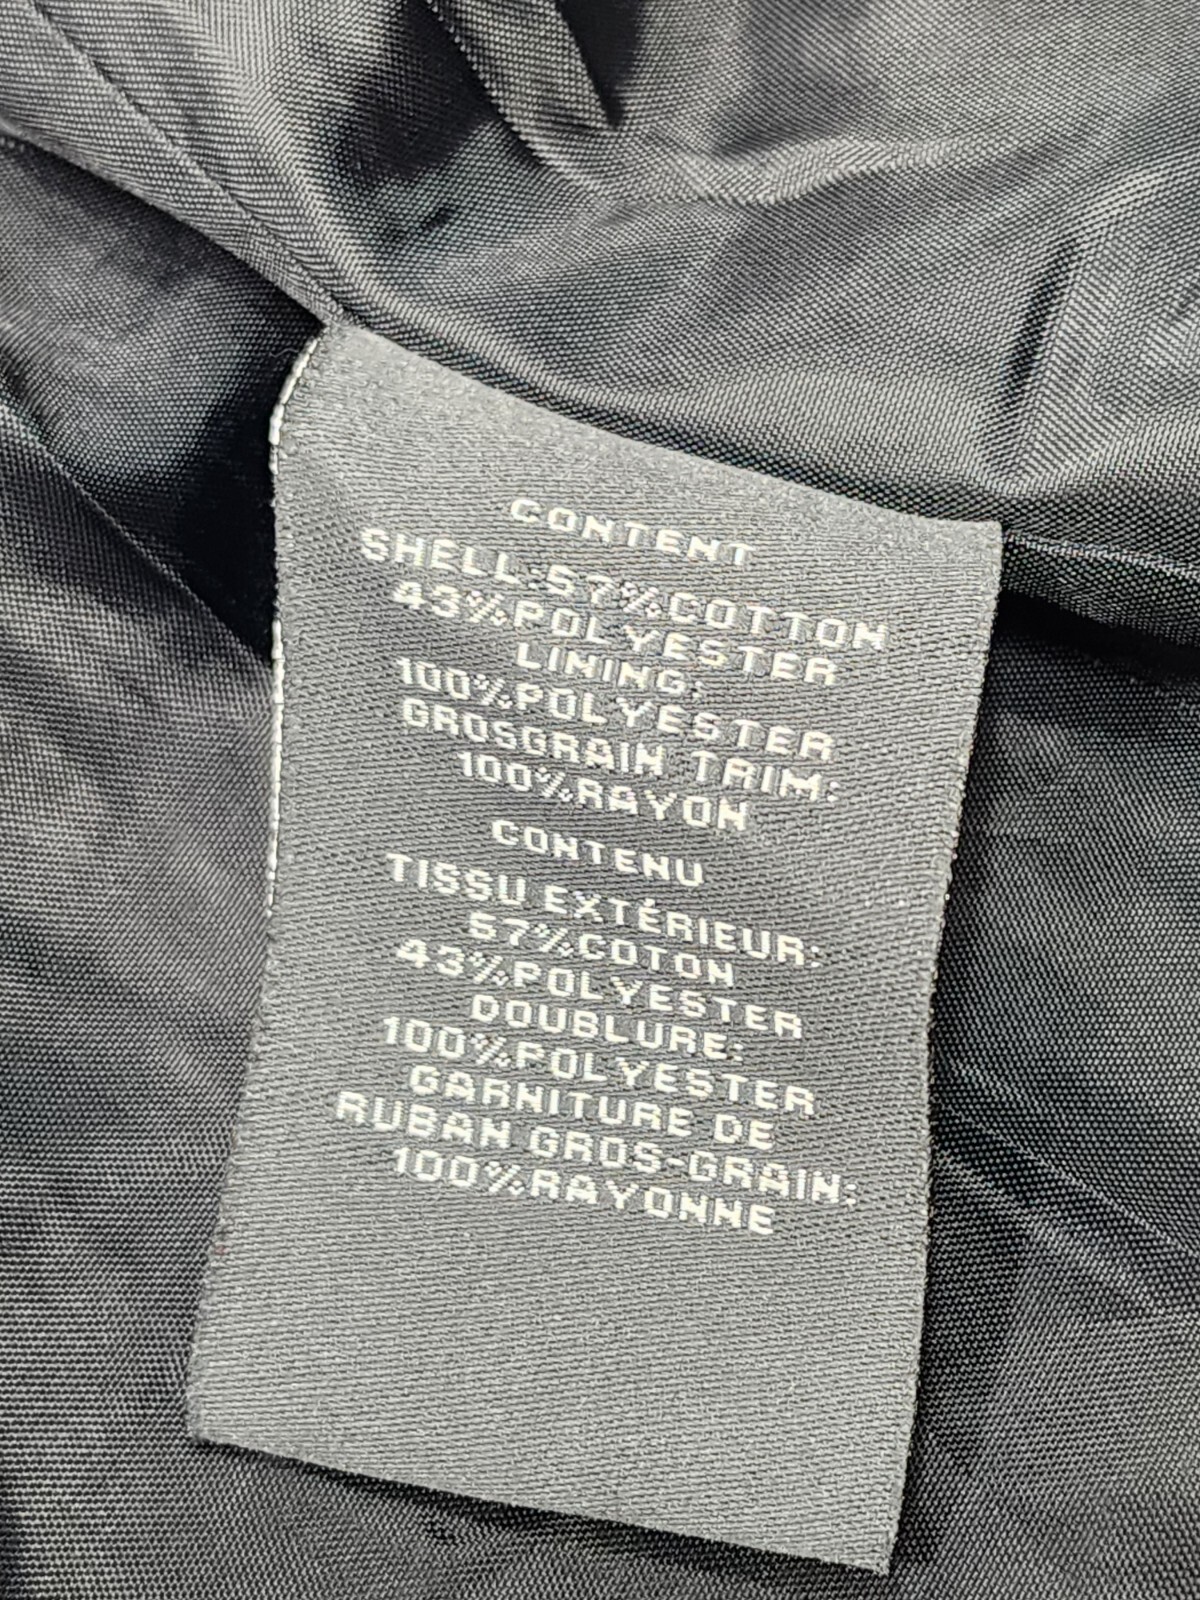 CONTENT
SHELL:57%COTTON
43%POLYESTER
LINING:
100%POLYESTER
GROSGRAIN TRIM:
100%RAYON
CONTENU
TISSU EXTÉRIEUR:
57%COTON
43%POLYESTER
DOUBLURE:
100%POLYESTER
GARNITURE DE
RUBAN GROS-GRAIN:
100%RAYONNE